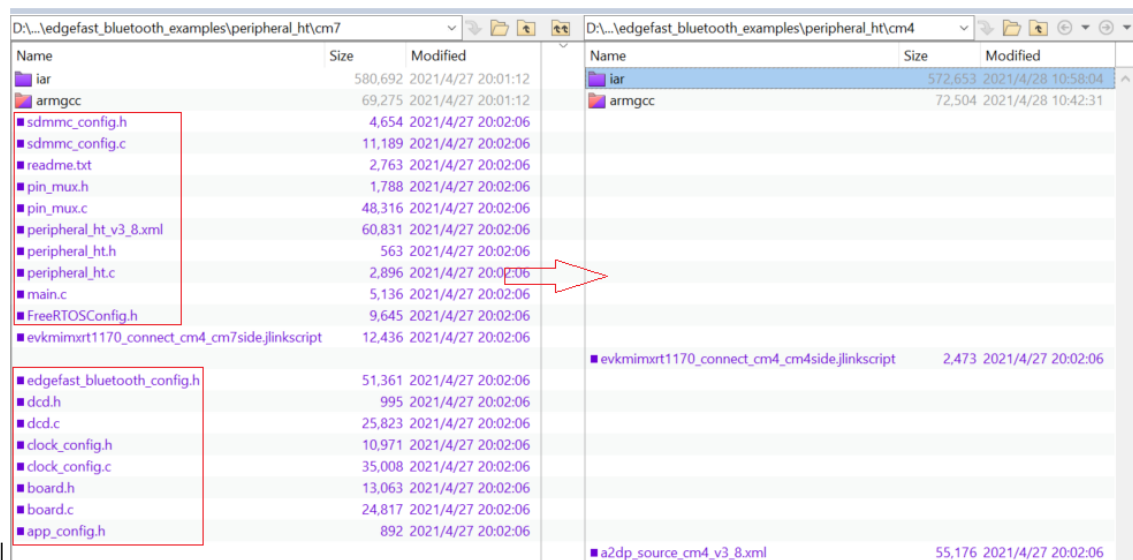 D:\...\edgefast_bluetooth_examples\peripheral_ht\cm7 D:\...\edgefast_bluetooth_examples\peripheral_ht\cm4
Name Size Modified Name Size Modified
iar 580,692 2021/4/27 20:01:12 iar 572,653 2021/4/28 10:58:04
armgcc 69,275 2021/4/27 20:01:12 armgcc 72,504 2021/4/28 10:42:31
sdmmc_config.h 4,654 2021/4/27 20:02:06
sdmmc_config.c 11,189 2021/4/27 20:02:06
readme.txt 2,763 2021/4/27 20:02:06
pin_mux.h 1,788 2021/4/27 20:02:06
pin_mux.c 48,316 2021/4/27 20:02:06
peripheral_ht_v3_8.xml 60,831 2021/4/27 20:02:06
peripheral_ht.h 563 2021/4/27 20:02:06
peripheral_ht.c 2,896 2021/4/27 20:02:06
main.c 5,136 2021/4/27 20:02:06
FreeRTOSConfig.h 9,645 2021/4/27 20:02:06
evkmimxrt1170_connect_cm4_cm7side.jlinkscript 12,436 2021/4/27 20:02:06
evkmimxrt1170_connect_cm4_cm4side.jlinkscript 2,473 2021/4/27 20:02:06
edgefast_bluetooth_config.h 51,361 2021/4/27 20:02:06
dcd.h 995 2021/4/27 20:02:06
dcd.c 25,823 2021/4/27 20:02:06
clock_config.h 10,971 2021/4/27 20:02:06
clock_config.c 35,008 2021/4/27 20:02:06
board.h 13,063 2021/4/27 20:02:06
board.c 24,817 2021/4/27 20:02:06
app_config.h 892 2021/4/27 20:02:06
a2dp_source_cm4_v3_8.xml 55,176 2021/4/27 20:02:06